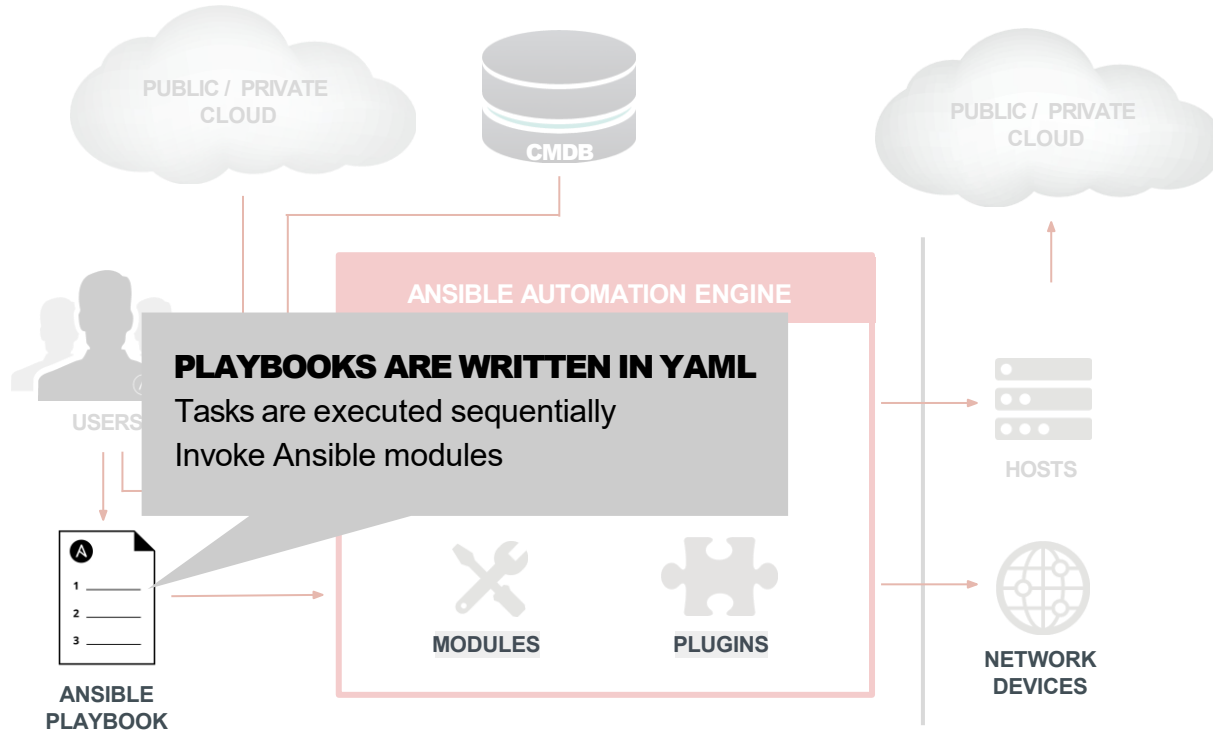 PUBLIC / PRIVATE
CLOUD
CMDB
PUBLIC / PRIVATE
CLOUD
ANSIBLE AUTOMATION ENGINE
USERS
PLAYBOOKS ARE WRITTEN IN YAML
Tasks are executed sequentially
Invoke Ansible modules
HOSTS
A
1
2
3
MODULES
PLUGINS
ANSIBLE
PLAYBOOK
NETWORK
DEVICES